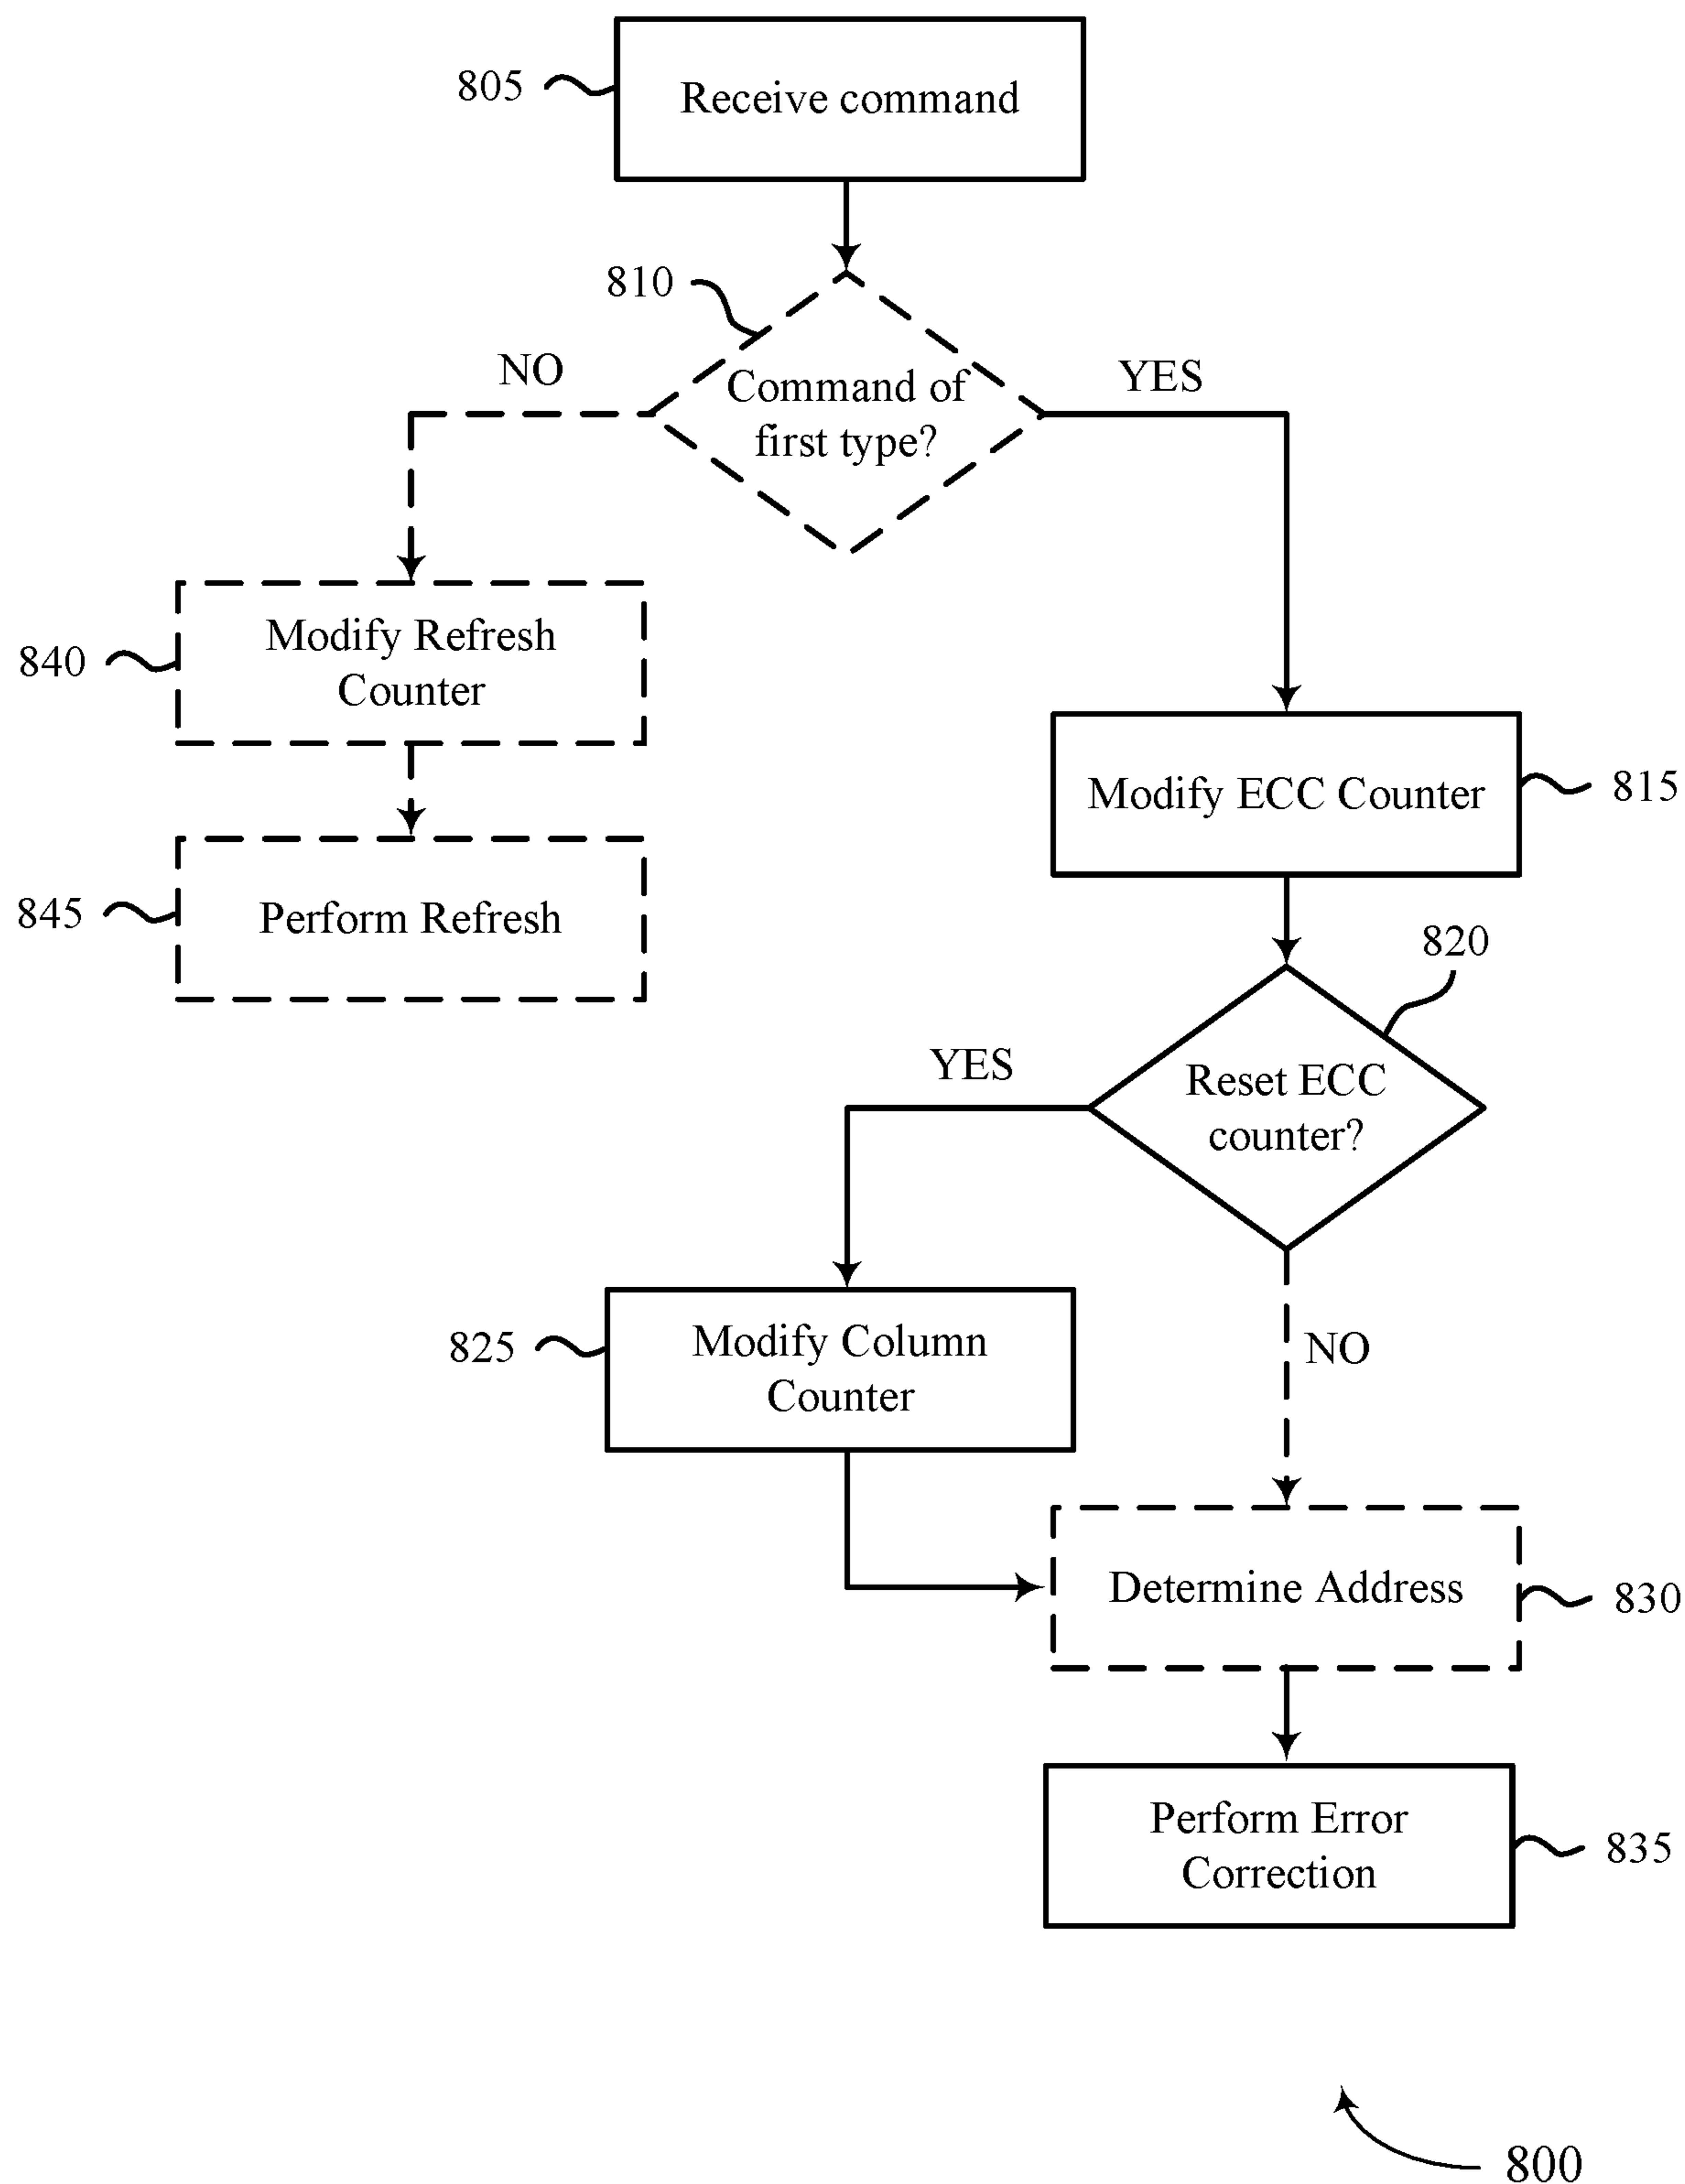 805
Receive command
810
NO
Command of
first type?
YES
840
Modify Refresh
Counter
Modify ECC Counter
815
845
Perform Refresh
820
YES
Reset ECC
counter?
825
Modify Column
Counter
NO
Determine Address
830
Perform Error
Correction
835
800